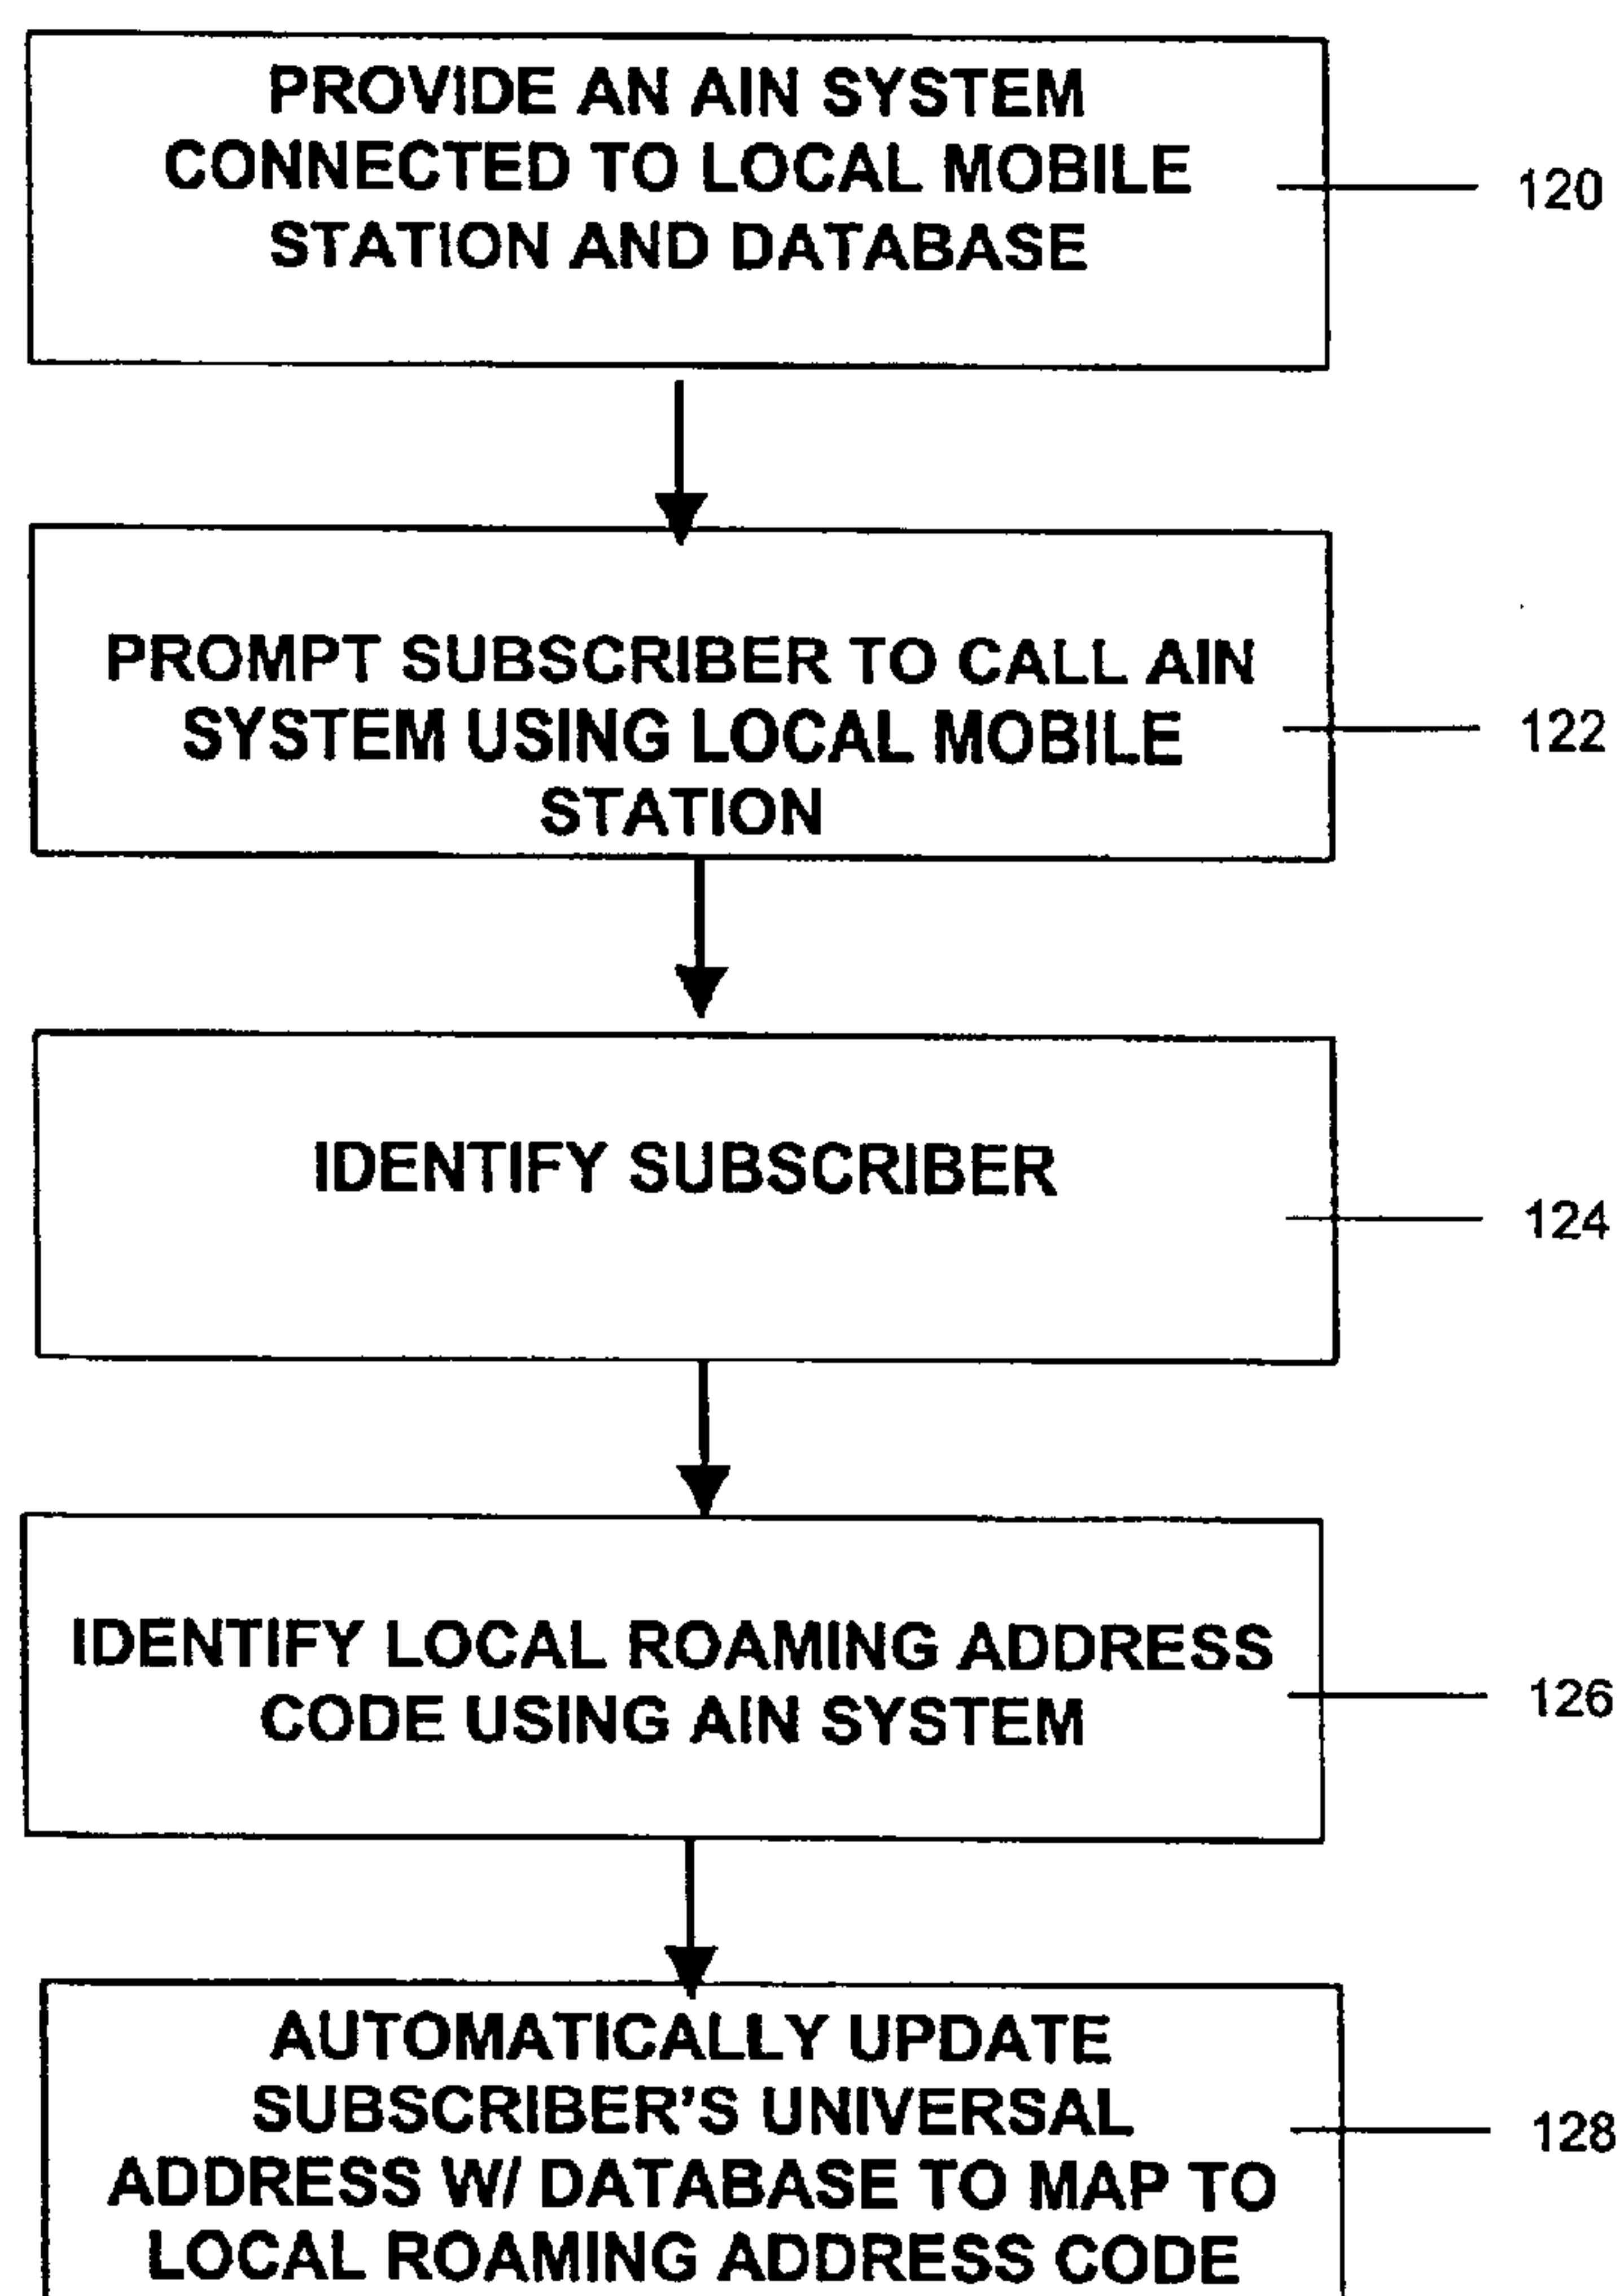 PROVIDE AN AIN SYSTEM
CONNECTED TO LOCAL MOBILE
STATION AND DATABASE
120
PROMPT SUBSCRIBER TO CALL AIN
SYSTEM USING LOCAL MOBILE
STATION
122
IDENTIFY SUBSCRIBER
124
IDENTIFY LOCAL ROAMING ADDRESS
CODE USING AIN SYSTEM
126
AUTOMATICALLY UPDATE
SUBSCRIBER'S UNIVERSAL
ADDRESS W/ DATABASE TO MAP TO
LOCAL ROAMING ADDRESS CODE
128